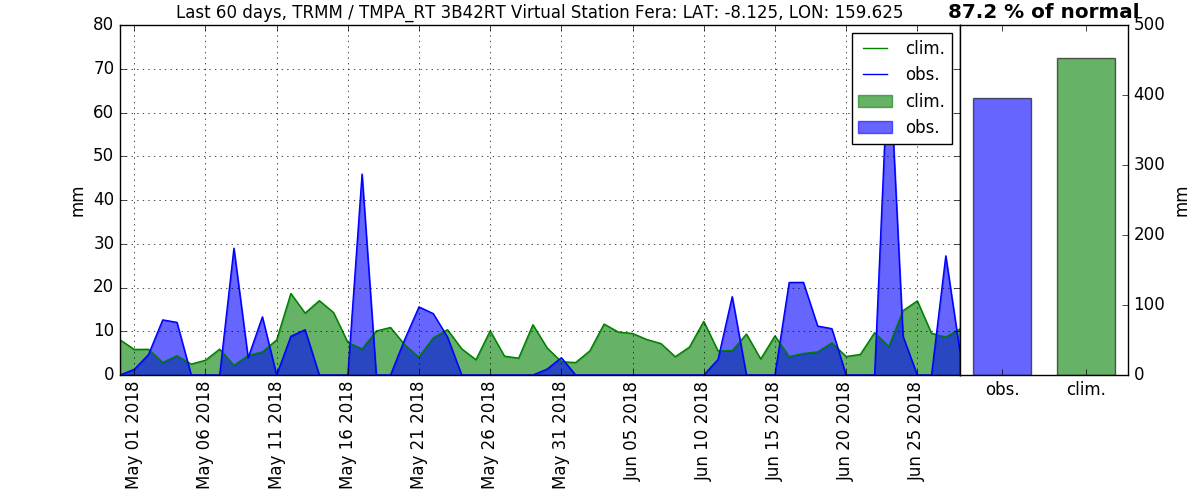 Last 60 days, TRMM / TMPA_RT 3B42RT Virtual Station Fera: LAT: -8.125, LON: 159.625
87.2 % of normal
80
70
60
50
40
30
20
10
0
mm
clim.
obs.
clim.
obs.
May 01 2018
May 06 2018
May 11 2018
May 16 2018
May 21 2018
May 26 2018
May 31 2018
Jun 05 2018
Jun 10 2018
Jun 15 2018
Jun 20 2018
Jun 25 2018
500
400
300
200
100
0
mm
obs.
clim.